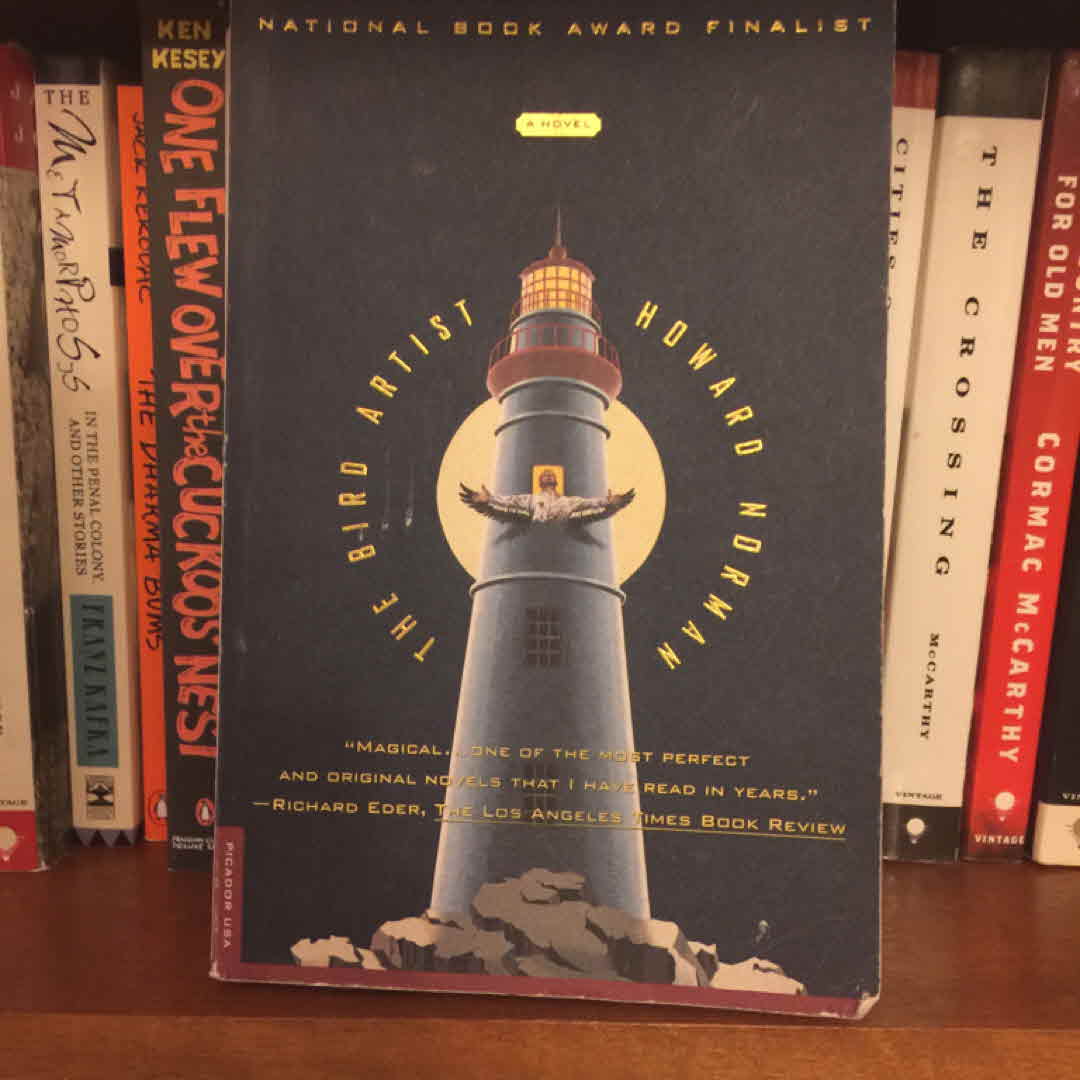 NATIONAL BOOK AWARD FINALIST
A NOVEL
THE BIRD ARTIST
HOWARD NORMAN
“MAGICAL... ONE OF THE MOST PERFECT
AND ORIGINAL NOVELS THAT I HAVE READ IN YEARS.”
—RICHARD EDER, THE LOS ANGELES TIMES BOOK REVIEW
PICADOR USA
THE
METAMORPHOSIS
IN THE PENAL COLONY,
AND OTHER STORIES
FRANZ KAFKA
JACK KEROUAC THE DHARMA BUMS
KEN
KESEY
ONE FLEW OVER the CUCKOO'S NEST
CITIES
THE CROSSING
McCARTHY
VINTAGE
FOR OLD MEN
CORMAC McCARTHY
VINTAGE